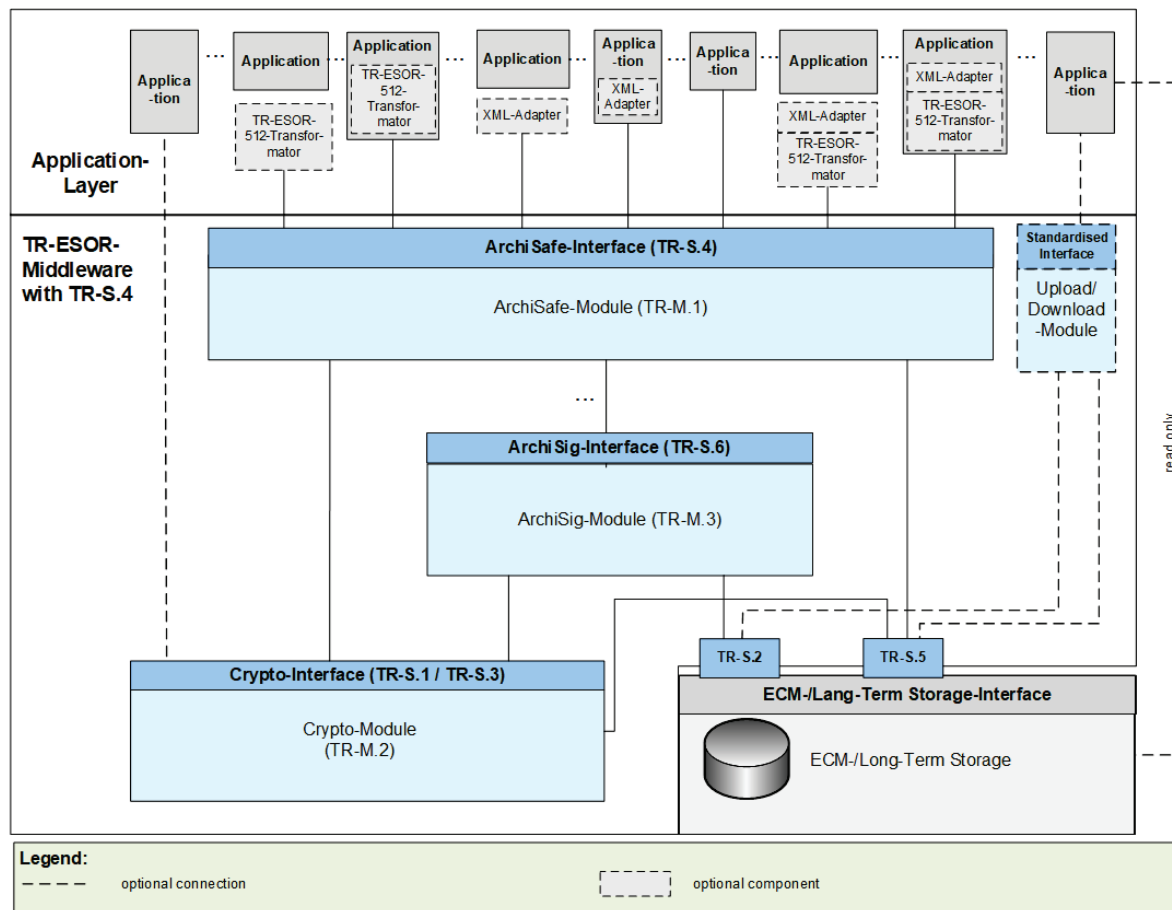 Applica
-tion
...
Application
TR-ESOR-
512-Transfor-
mator
...
Application
TR-ESOR-
512-Transfor-
mator
...
Application
XML-Adapter
...
Applica
-tion
XML-
Adapter
...
Applica
-tion
...
Application
XML-Adapter
TR-ESOR-
512-Transfor-
mator
...
Application
XML-Adapter
TR-ESOR-
512-Transfor-
mator
...
Applica
-tion
Application-
Layer
TR-ESOR-
Middleware
with TR-S.4
ArchiSafe-Interface (TR-S.4)
ArchiSafe-Module (TR-M.1)
Standardised
Interface
Upload/
Download
-Module
read only
...
ArchiSig-Interface (TR-S.6)
ArchiSig-Module (TR-M.3)
TR-S.2
TR-S.5
Crypto-Interface (TR-S.1 / TR-S.3)
Crypto-Module
(TR-M.2)
ECM-/Lang-Term Storage-Interface
ECM-/Long-Term Storage
Legend:
optional connection
optional component